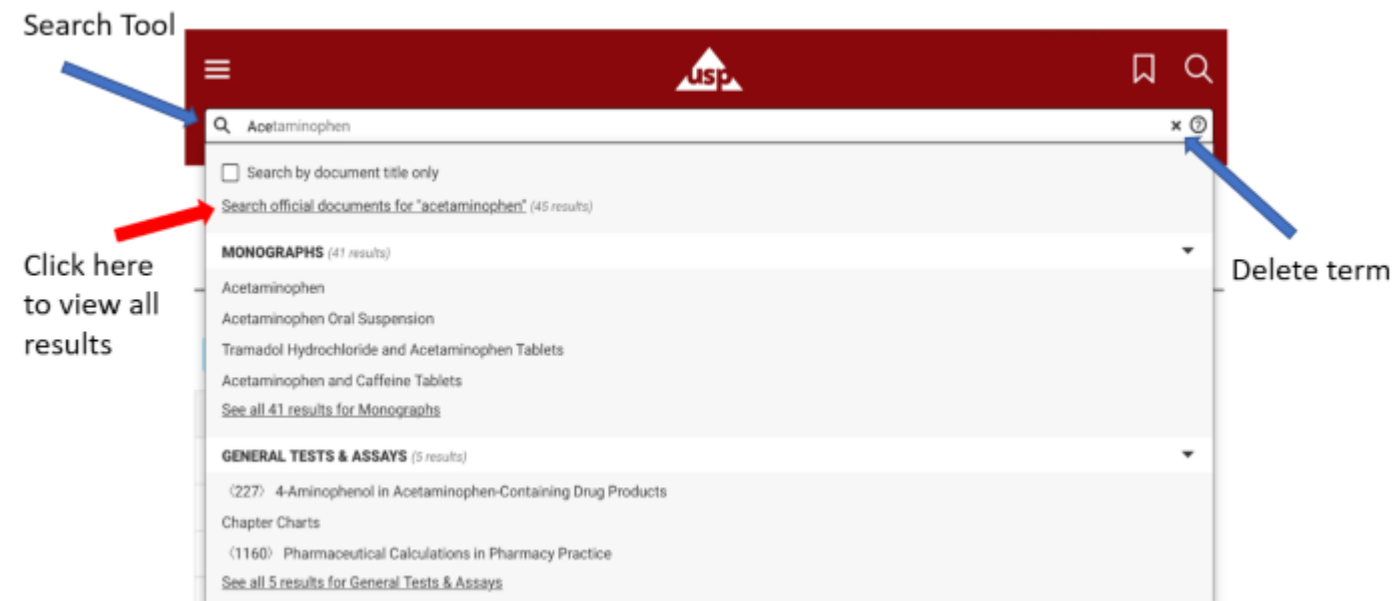 Search Tool
usp
Acetaminophen
Search by document title only
Search official documents for "acetaminophen" (45 results)
Click here
to view all
results
MONOGRAPHS (41 results)
Delete term
Acetaminophen
Acetaminophen Oral Suspension
Tramadol Hydrochloride and Acetaminophen Tablets
Acetaminophen and Caffeine Tablets
See all 41 results for Monographs
GENERAL TESTS & ASSAYS (5 results)
〈227〉 4-Aminophenol in Acetaminophen-Containing Drug Products
Chapter Charts
〈1160〉 Pharmaceutical Calculations in Pharmacy Practice
See all 5 results for General Tests & Assays